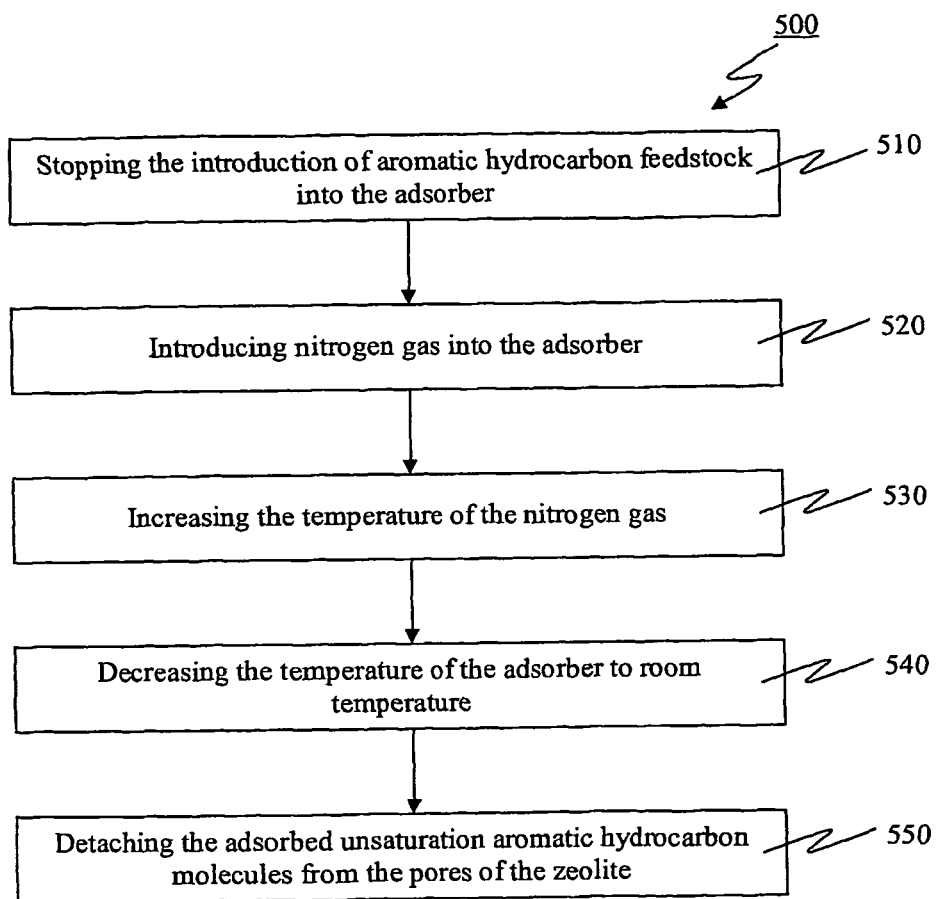 500
Stopping the introduction of aromatic hydrocarbon feedstock
into the adsorber
510
Introducing nitrogen gas into the adsorber
520
Increasing the temperature of the nitrogen gas
530
Decreasing the temperature of the adsorber to room
temperature
540
Detaching the adsorbed unsaturation aromatic hydrocarbon
molecules from the pores of the zeolite
550